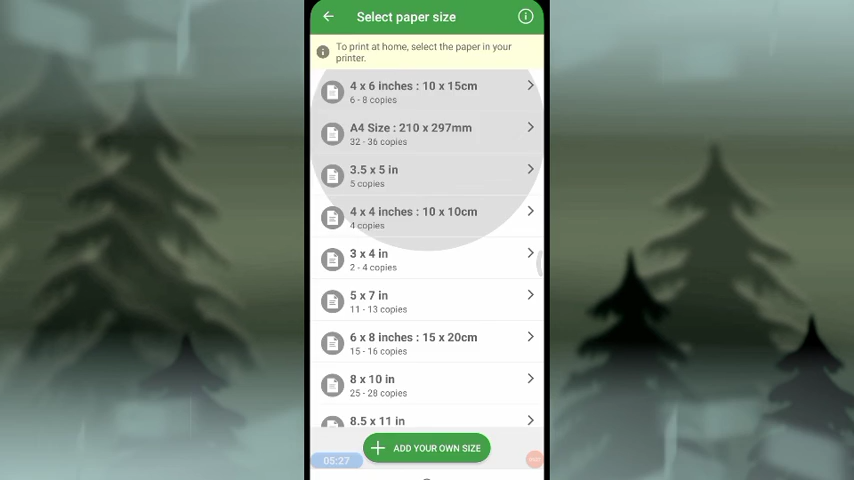 Select paper size
To print at home, select the paper in your
printer.
4 x 6 inches : 10 x 15cm
6 - 8 copies
A4 Size : 210 x 297mm
32 - 36 copies
3.5 x 5 in
5 copies
4 x 4 inches : 10 x 10cm
4 copies
3 x 4 in
2 - 4 copies
5 x 7 in
11 - 13 copies
6 x 8 inches : 15 x 20cm
15 - 16 copies
8 x 10 in
25 - 28 copies
8.5 x 11 in
ADD YOUR OWN SIZE
05:27